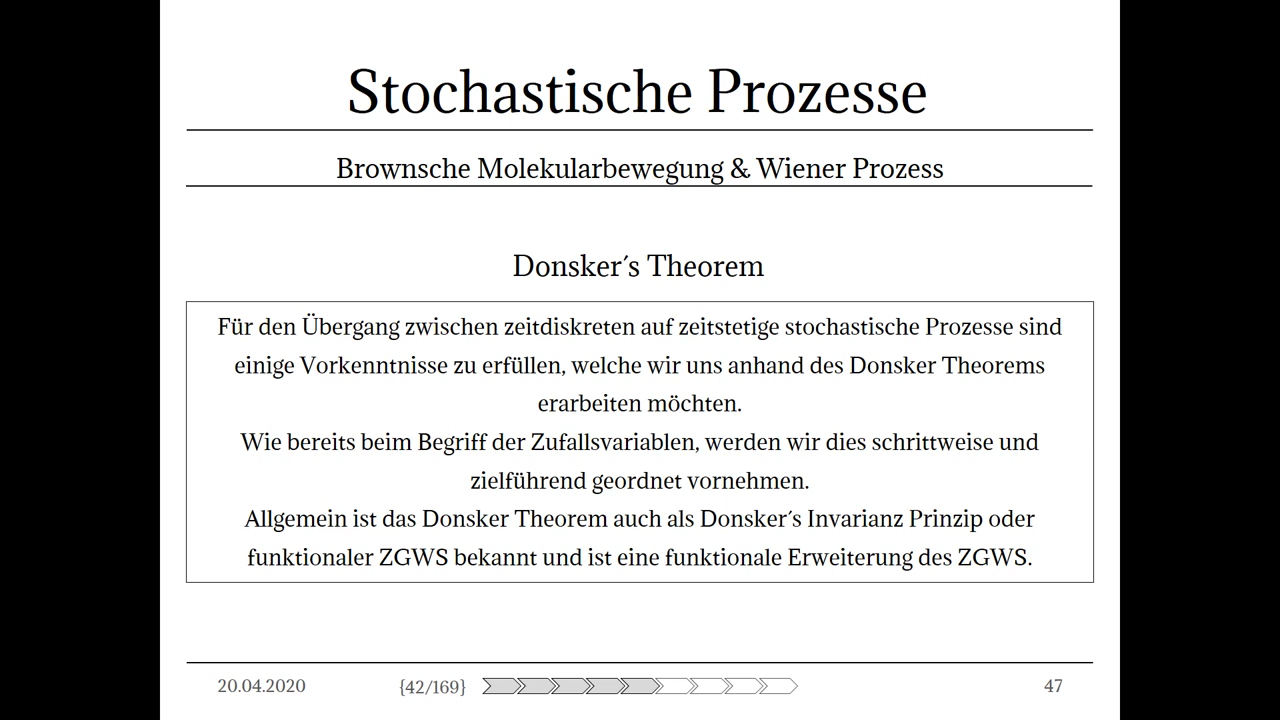 Stochastische Prozesse
Brownsche Molekularbewegung & Wiener Prozess
Donsker´s Theorem
Für den Übergang zwischen zeitdiskreten auf zeitstetige stochastische Prozesse sind
einige Vorkenntnisse zu erfüllen, welche wir uns anhand des Donsker Theorems
erarbeiten möchten.
Wie bereits beim Begriff der Zufallsvariablen, werden wir dies schrittweise und
zielführend geordnet vornehmen.
Allgemein ist das Donsker Theorem auch als Donsker´s Invarianz Prinzip oder
funktionaler ZGWS bekannt und ist eine funktionale Erweiterung des ZGWS.
20.04.2020 {42/169} 47